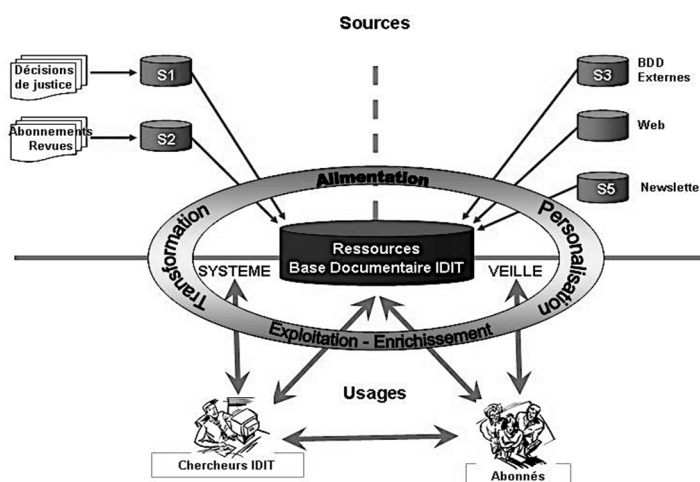 Sources
Décisions
de justice
S1
S3
BDD
Externes
Abonnements
Revues
S2
Web
S5
Newslette
Alimentation
Transformation
Personalisation
Ressources
Base Documentaire IDIT
SYSTEME
VEILLE
Exploitation - Enrichissement
Usages
Chercheurs IDIT
Abonnés